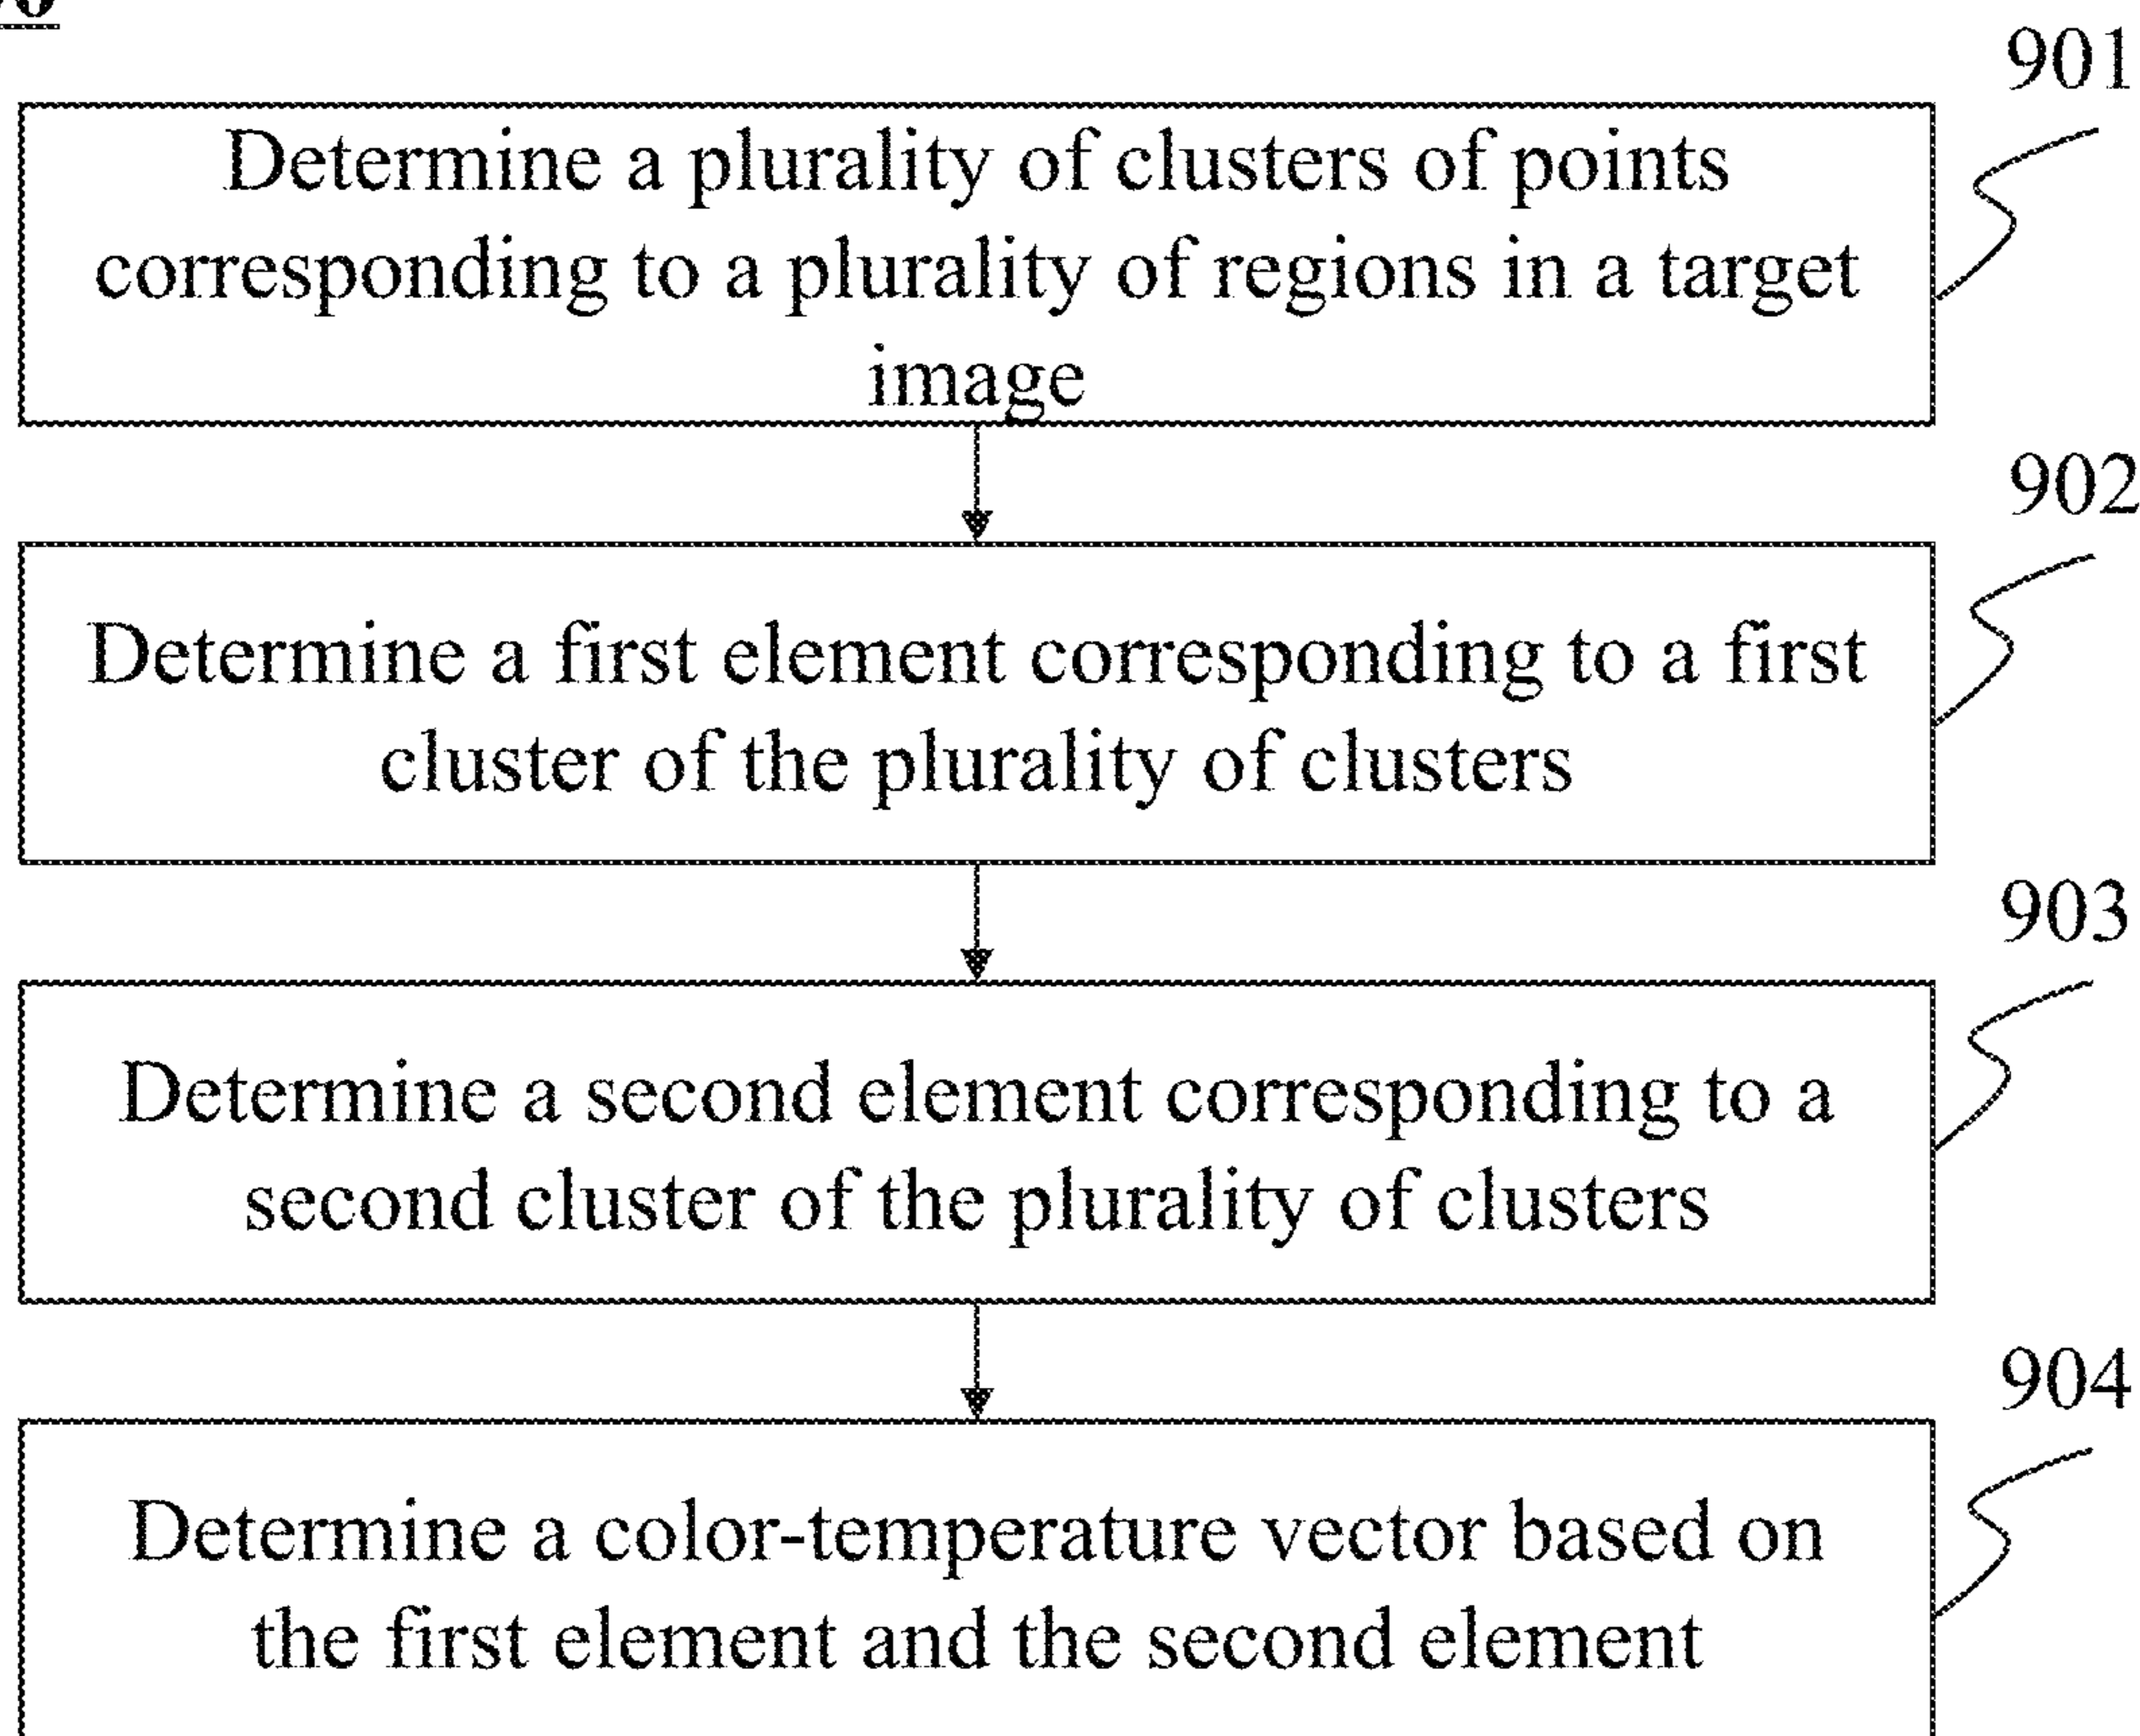 901
Determine a plurality of clusters of points
corresponding to a plurality of regions in a target
image
902
Determine a first element corresponding to a first
cluster of the plurality of clusters
903
Determine a second element corresponding to a
second cluster of the plurality of clusters
904
Determine a color-temperature vector based on
the first element and the second element